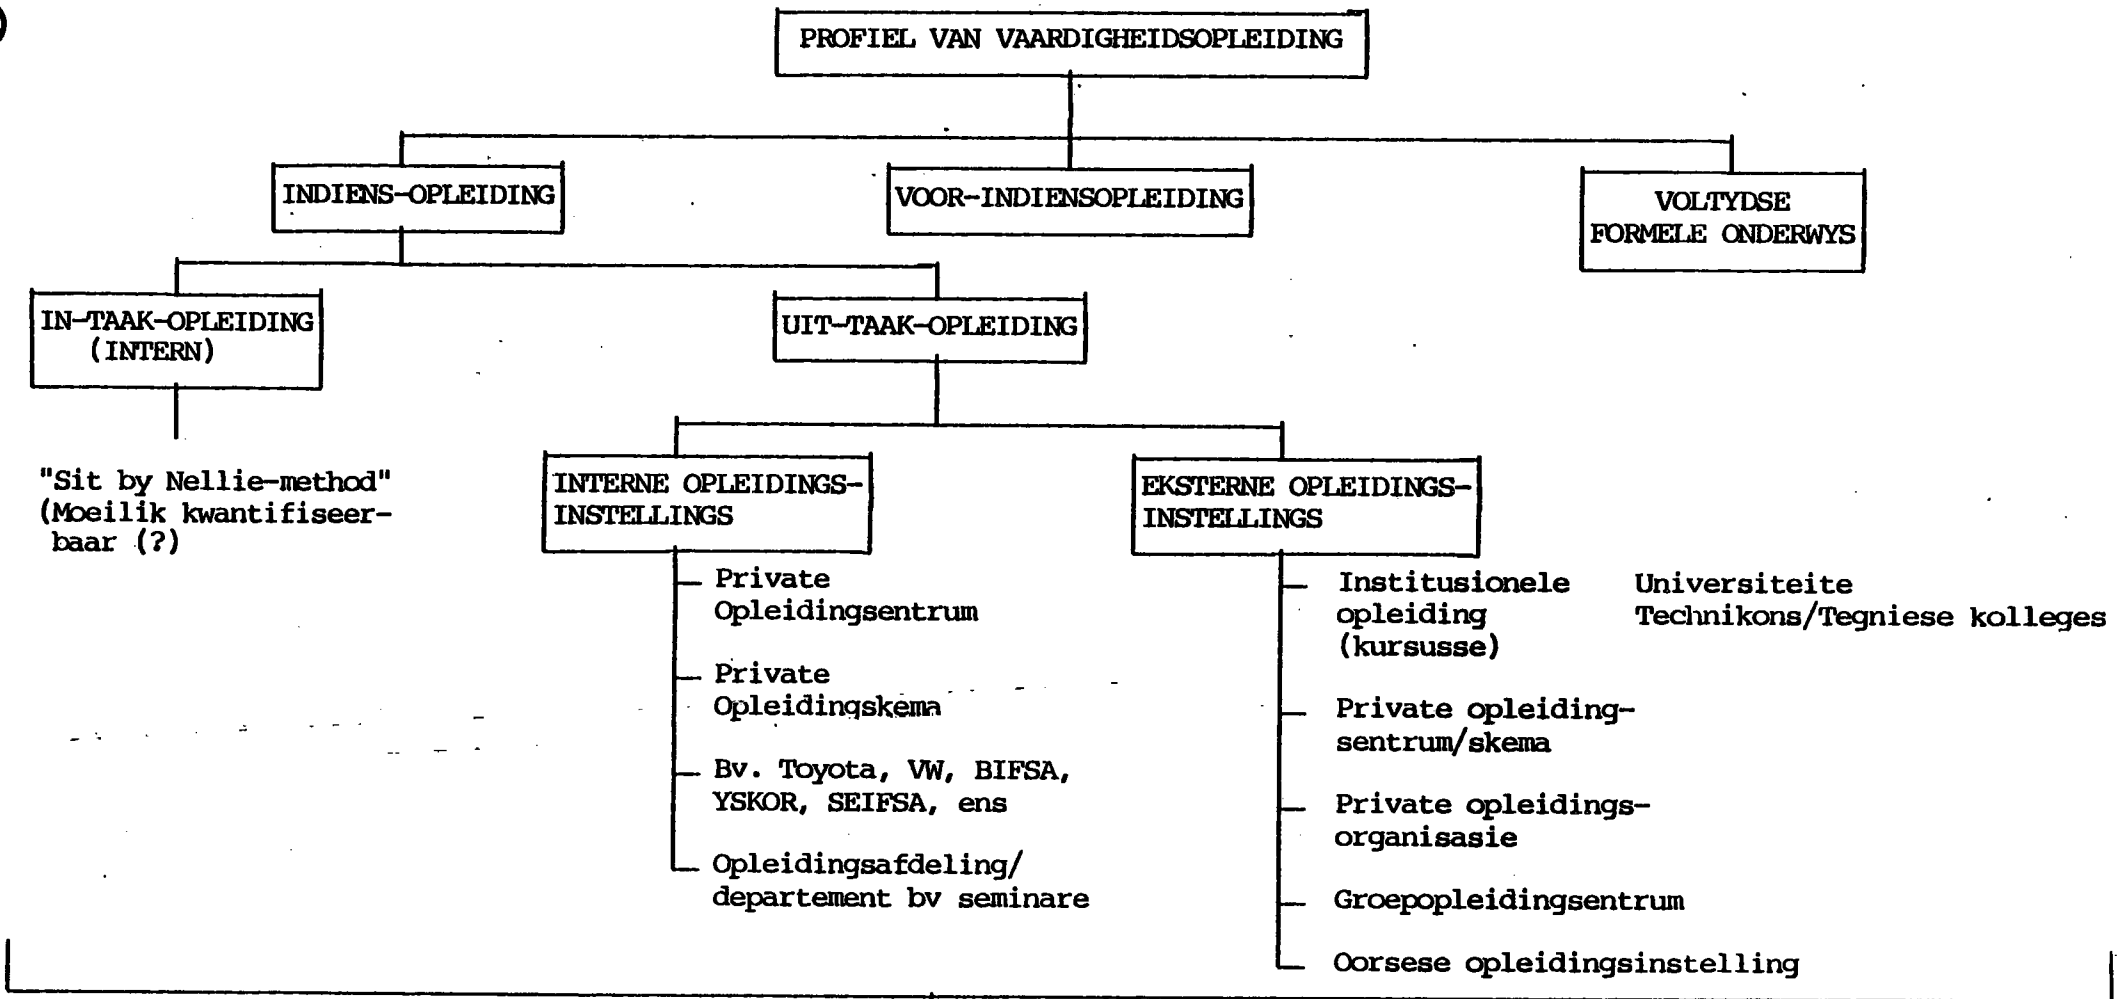 PROFIEL VAN VAARDIGHEIDSOPLEIDING
INDIENS-OPLEIDING
VOOR-INDIENSOPLEIDING
VOLTYDSE
FORMELE ONDERWYS
IN-TAAK-OPLEIDING
(INTERN)
UIT-TAAK-OPLEIDING
"Sit by Nellie-method"
(Moeilik kwantifiseer-
baar (?)
INTERNE OPLEIDINGS-
INSTELLINGS
EKSTERNE OPLEIDINGS-
INSTELLINGS
Private
Opleidingsentrum
Private
Opleidingskema
Bv. Toyota, VW, BIFSA,
YSKOR, SEIFSA, ens
Opleidingsafdeling/
departement bv seminare
Institusionele
opleiding
(kursusse)
Universiteite
Technikons/Tegniese kolleges
Private opleiding-
sentrum/skema
Private opleidings-
organisasie
Groepopleidingsentrum
Oorsese opleidingsinstelling